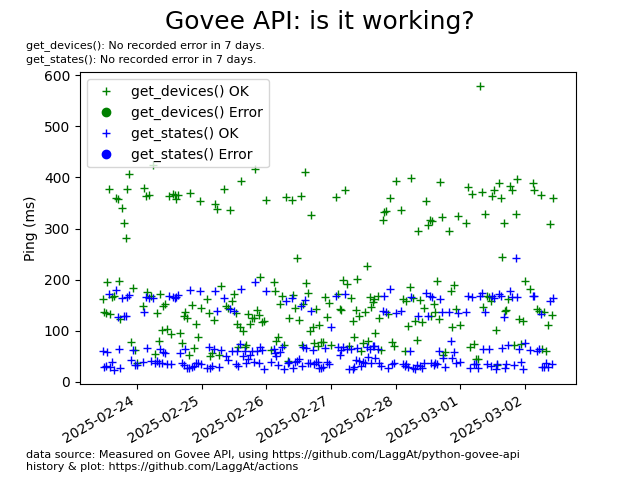 Govee API: is it working?
get_devices(): No recorded error in 7 days.
get_states(): No recorded error in 7 days.
600
500
400
300
200
100
0
Ping (ms)
get_devices() OK
get_devices() Error
get_states() OK
get_states() Error
2025-02-24
2025-02-25
2025-02-26
2025-02-27
2025-02-28
2025-03-01
2025-03-02
data source: Measured on Govee API, using https://github.com/LaggAt/python-govee-api
history & plot: https://github.com/LaggAt/actions